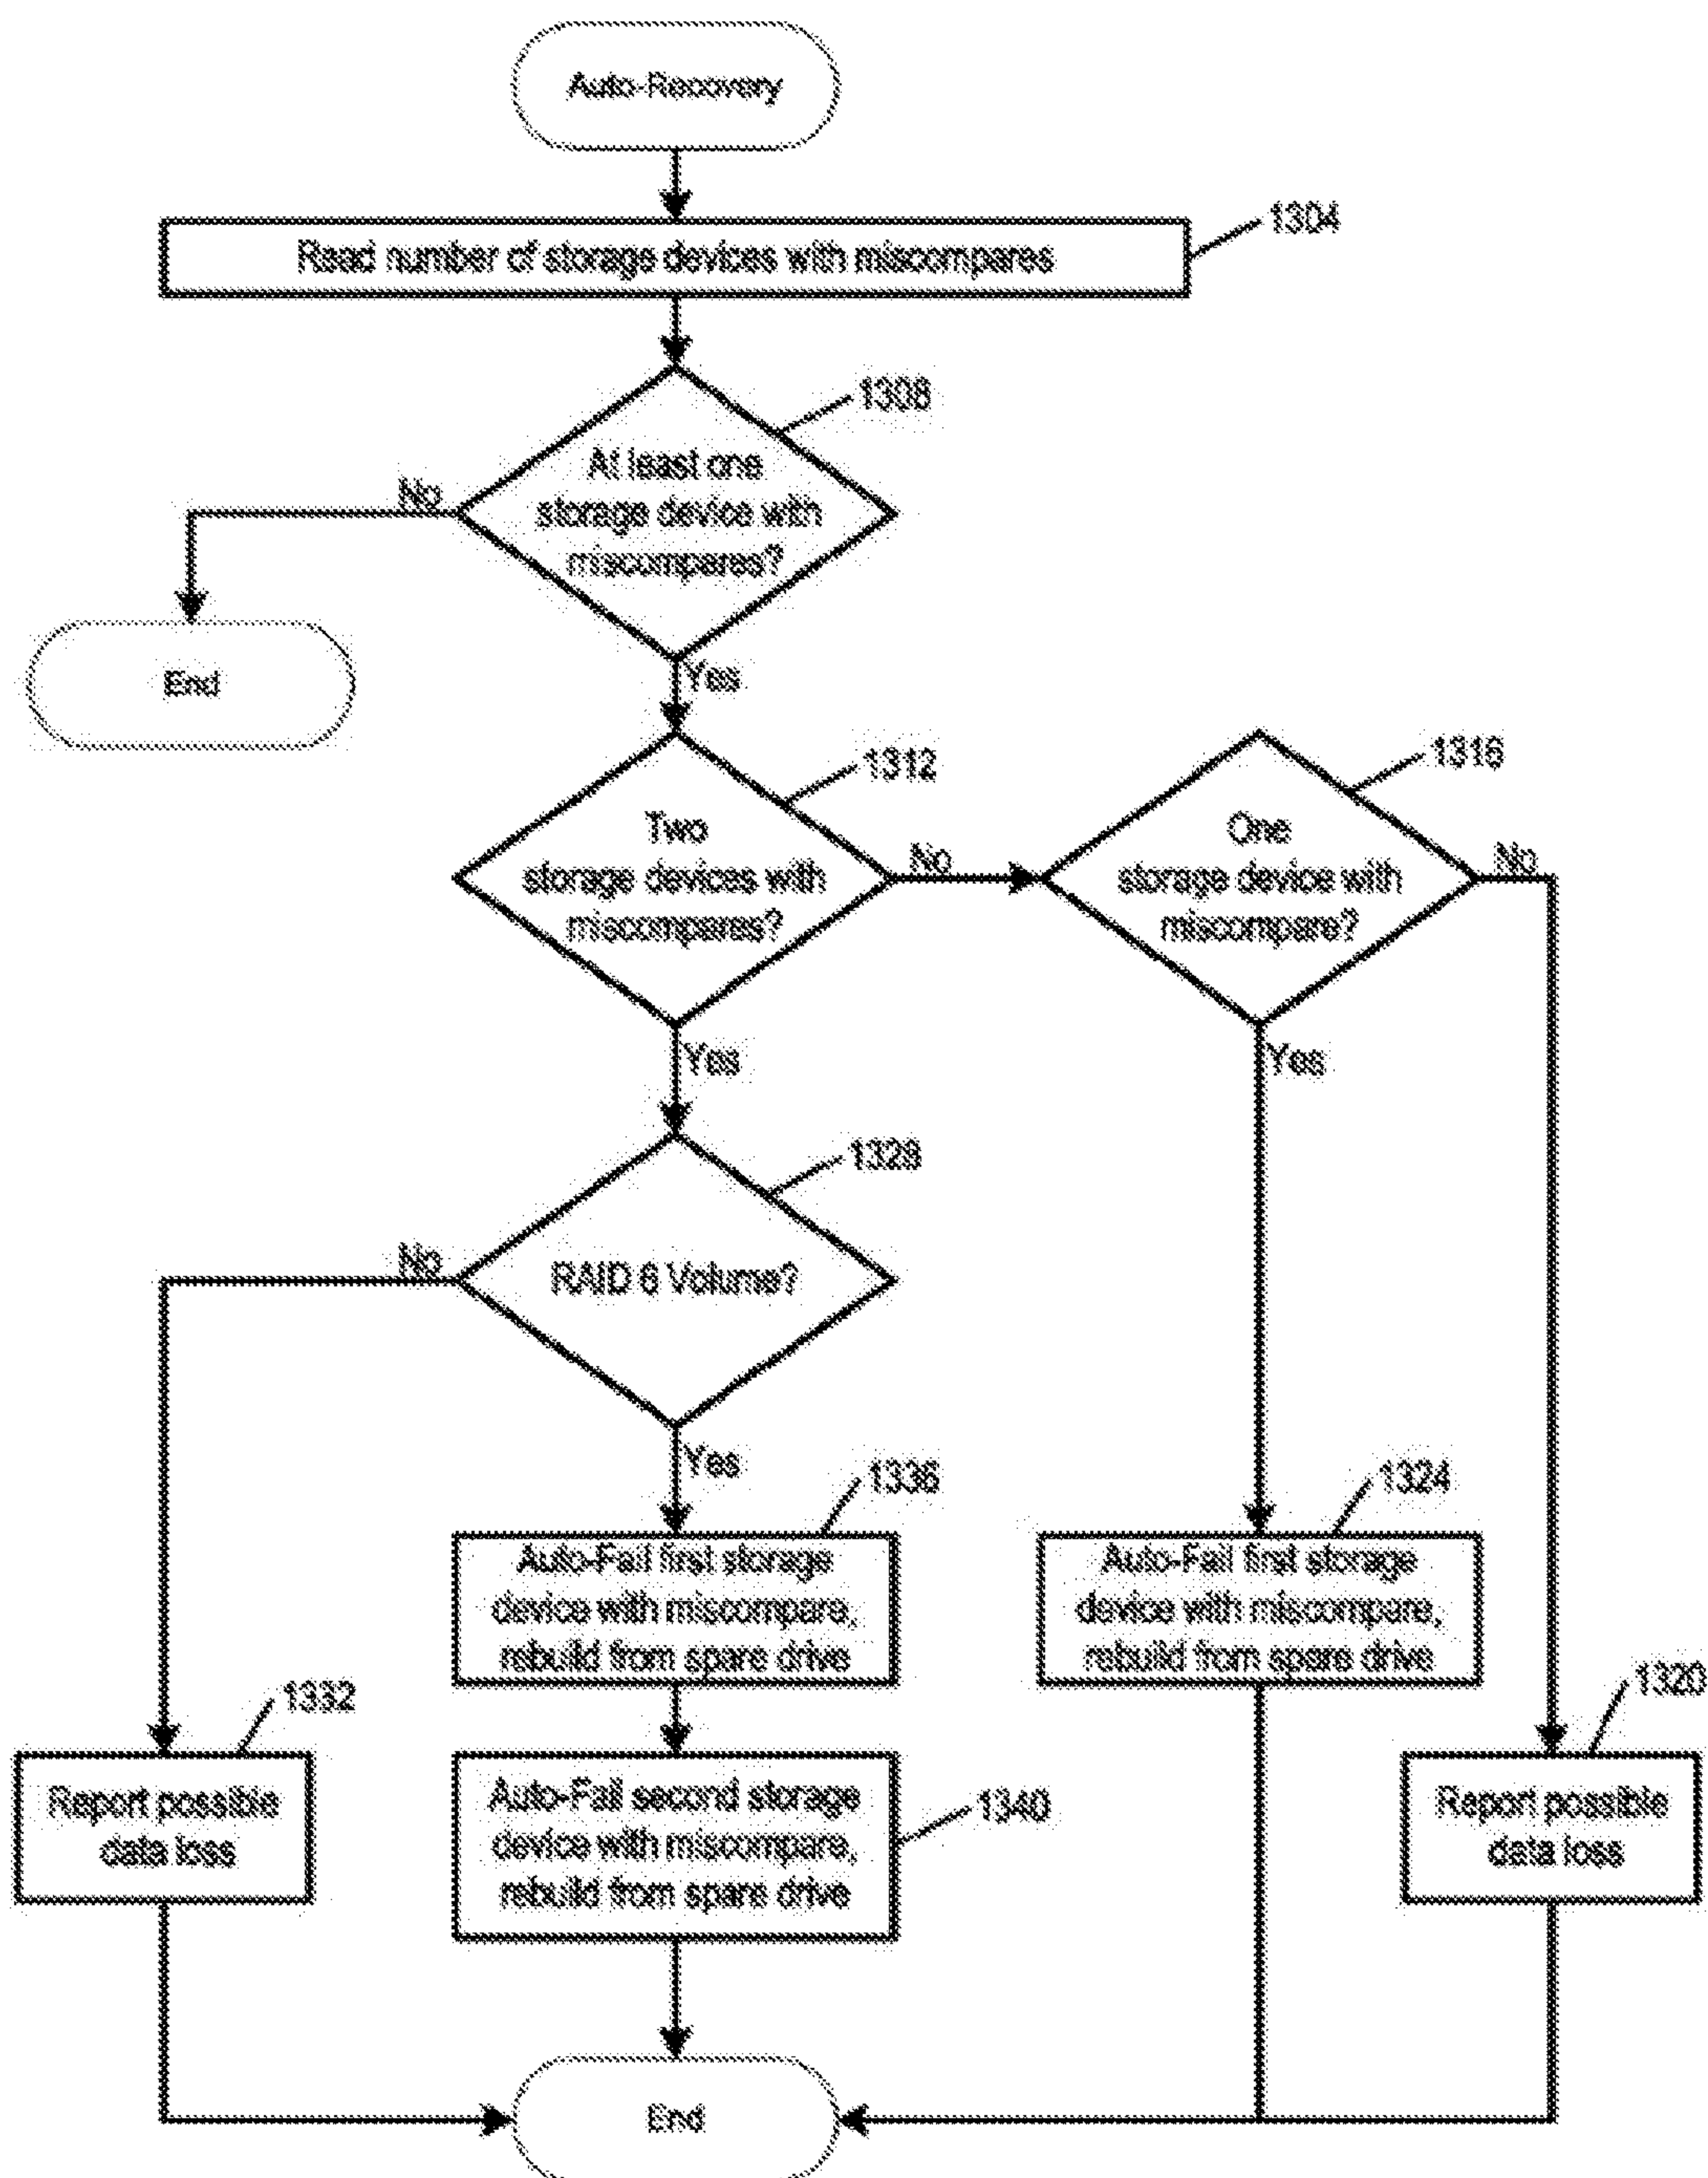 Auto-Recovery
Read number of storage devices with miscompares
1304
1308
At least one
storage device with
miscompares?
No
End
Yes
1312
Two
storage devices with
miscompares?
No
1316
One
storage device with
miscompare?
No
Yes
Yes
1328
RAID 6 Volume?
No
Yes
1336
Auto-Fail first storage
device with miscompare,
rebuild from spare drive
1324
Auto-Fail first storage
device with miscompare,
rebuild from spare drive
1332
Report possible
data loss
Auto-Fail second storage
device with miscompare,
rebuild from spare drive
1340
1320
Report possible
data loss
End